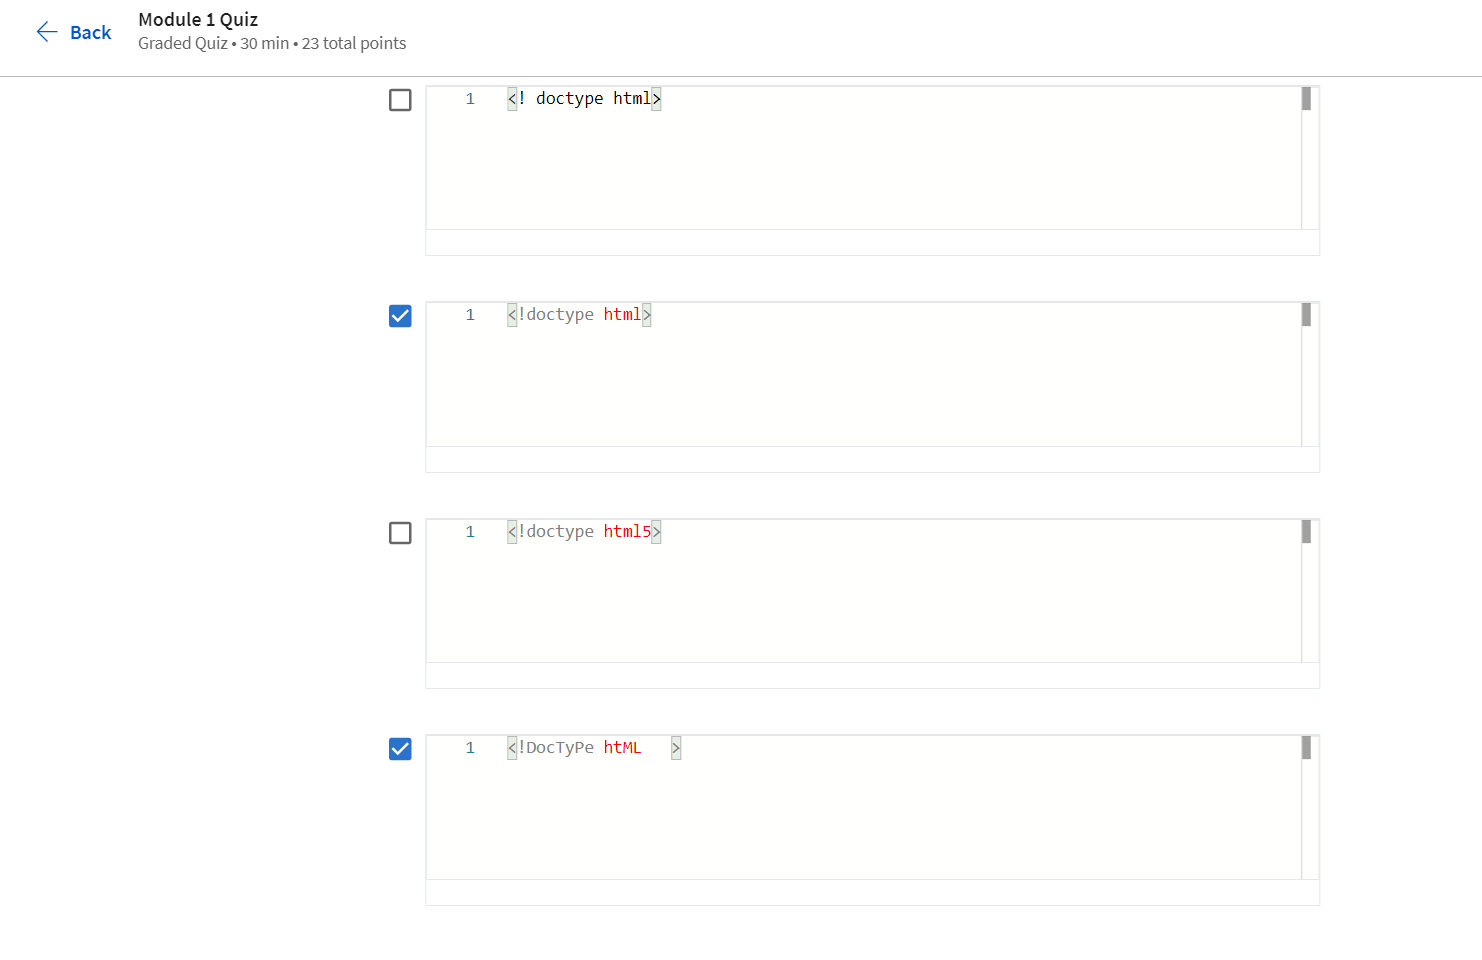 Back
Module 1 Quiz
Graded Quiz • 30 min • 23 total points
1 <! doctype html>
1 <!doctype html>
1 <!doctype html5>
1 <!DocTyPe htML   >